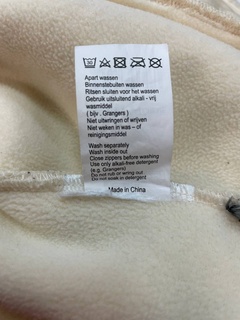 Apart wassen
Binnenstebuiten wassen
Ritsen sluiten voor het wassen
Gebruik uitsluitend alkali - vrij
wasmiddel
( bijv . Grangers )
Niet uitwringen of wrijven
Niet weken in was – of
reinigingsmiddel
Wash separately
Wash inside out
Close zippers before washing
Use only alkali-free detergent
(e.g. Grangers)
Do not rub or wring out
Do not soak in detergent
Made in China